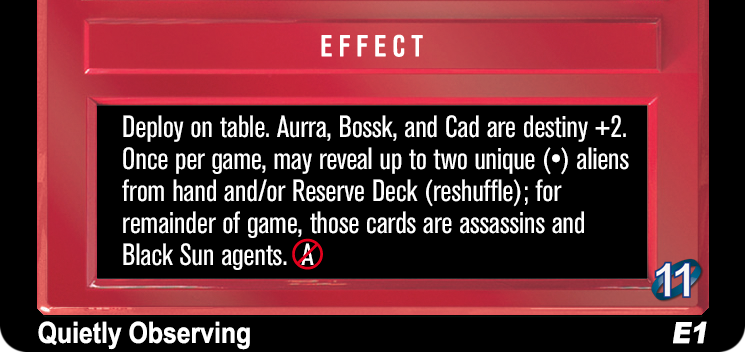 EFFECT
Deploy on table. Aurra, Bossk, and Cad are destiny +2.
Once per game, may reveal up to two unique (•) aliens
from hand and/or Reserve Deck (reshuffle); for
remainder of game, those cards are assassins and
Black Sun agents. A
11
Quietly Observing E1